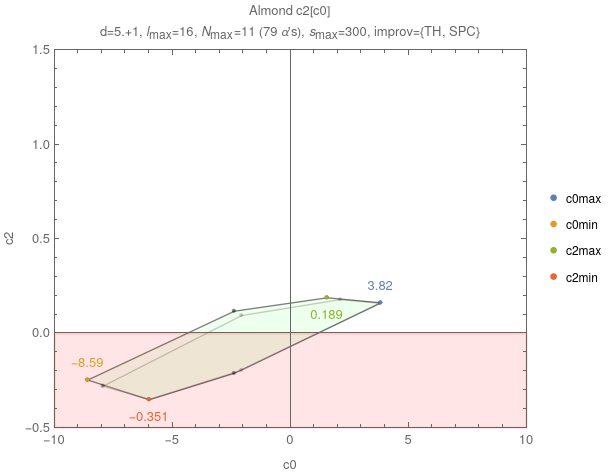 Almond c2[c0]
d=5.+1, lmax=16, Nmax=11 (79 α's), smax=300, improv={TH, SPC}
1.5
1.0
0.5
0.0
−0.5
c2
3.82
0.189
−8.59
−0.351
−10
−5
0
5
10
c0
c0max
c0min
c2max
c2min